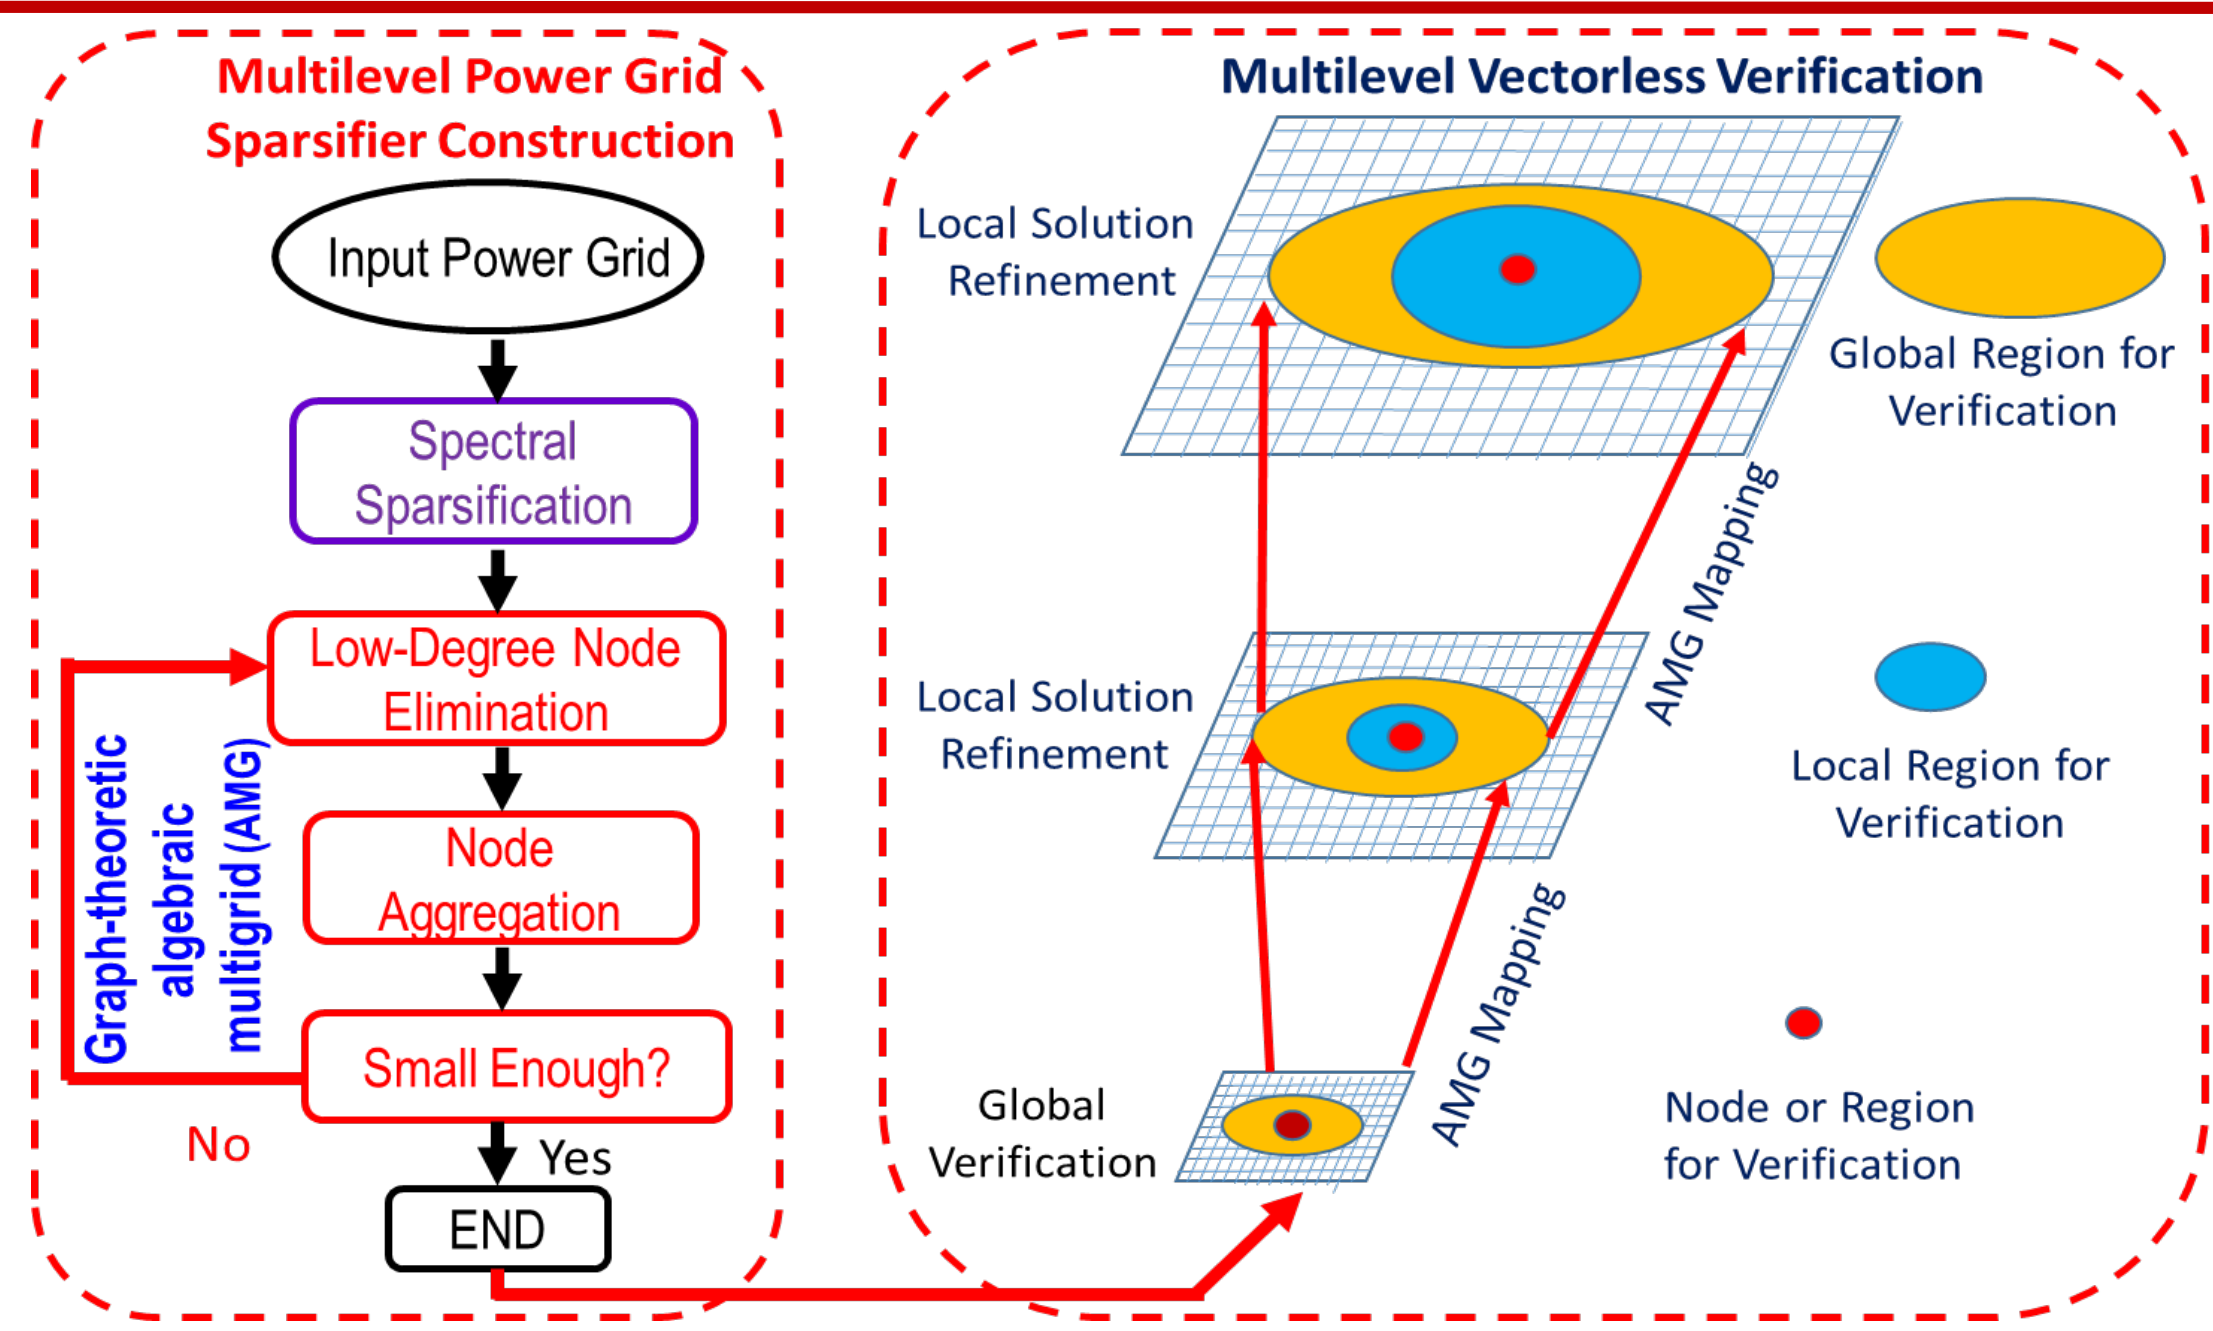 Multilevel Power Grid
Sparsifier Construction
Input Power Grid
Spectral
Sparsification
Low-Degree Node
Elimination
Node
Aggregation
Small Enough?
Yes
No
END
Graph-theoretic
algebraic
multigrid (AMG)
Multilevel Vectorless Verification
Local Solution
Refinement
Global Region for
Verification
AMG Mapping
Local Solution
Refinement
Local Region for
Verification
AMG Mapping
Global
Verification
Node or Region
for Verification